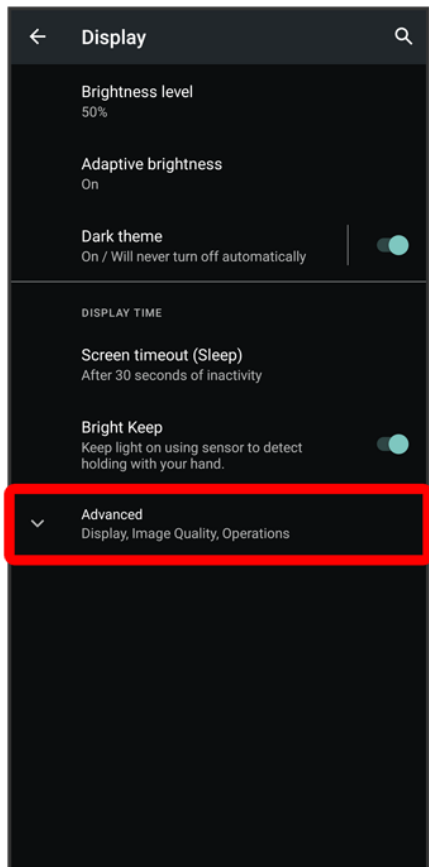 Display
Brightness level
50%
Adaptive brightness
On
Dark theme
On / Will never turn off automatically
DISPLAY TIME
Screen timeout (Sleep)
After 30 seconds of inactivity
Bright Keep
Keep light on using sensor to detect
holding with your hand.
Advanced
Display, Image Quality, Operations